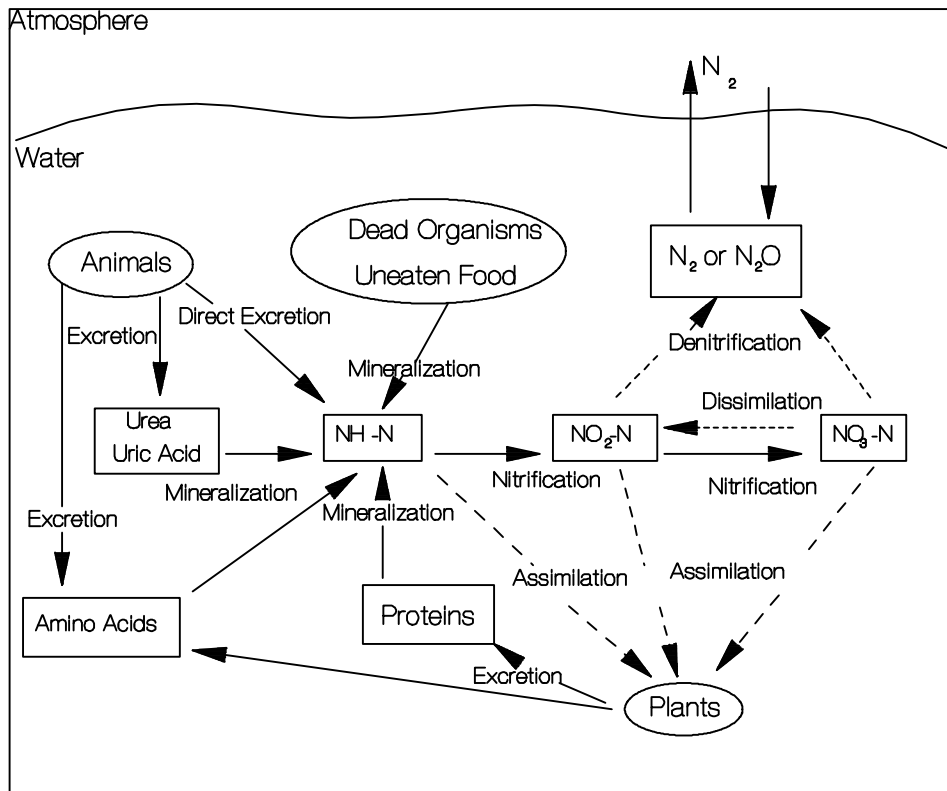 Atmosphere
N₂
Water
Dead Organisms
Uneaten Food
Animals
N₂ or N₂O
Direct Excretion
Excretion
Denitrification
Mineralization
Dissimilation
Urea
Uric Acid
NH -N
NO₂-N
NO₃-N
Mineralization
Nitrification
Nitrification
Excretion
Mineralization
Assimilation
Assimilation
Amino Acids
Proteins
Excretion
Plants